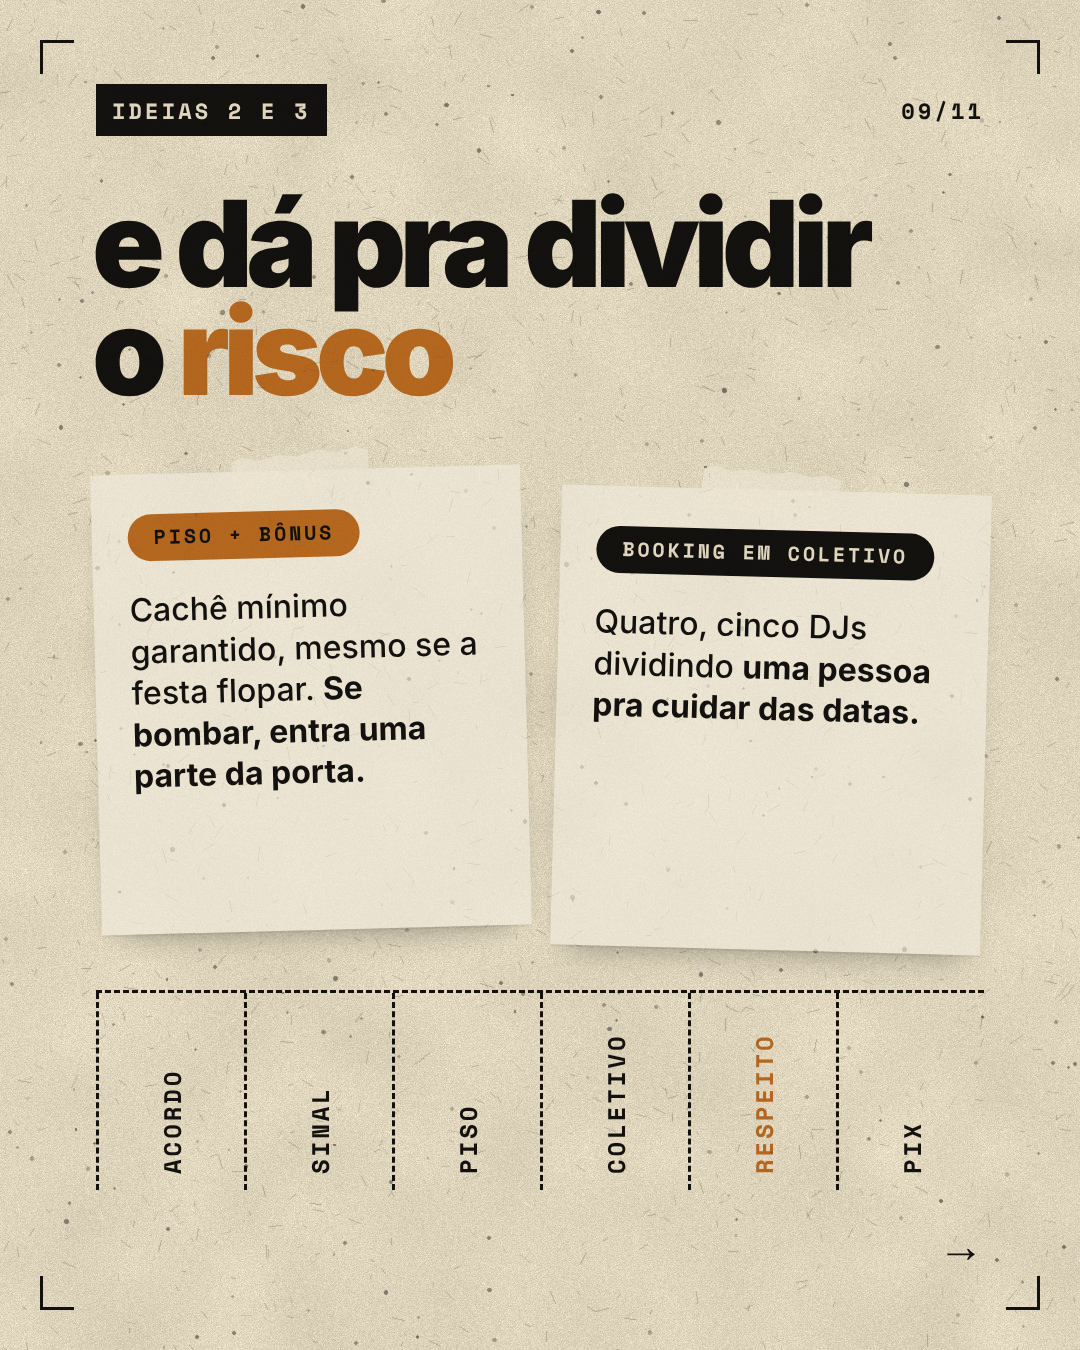 IDEIAS 2 E 3
09/11
e dá pra dividir
o risco
PISO + BÔNUS
Cachê mínimo
garantido, mesmo se a
festa flopar. Se
bombar, entra uma
parte da porta.
BOOKING EM COLETIVO
Quatro, cinco DJs
dividindo uma pessoa
pra cuidar das datas.
ACORDO
SINAL
PISO
COLETIVO
RESPEITO
PIX
→